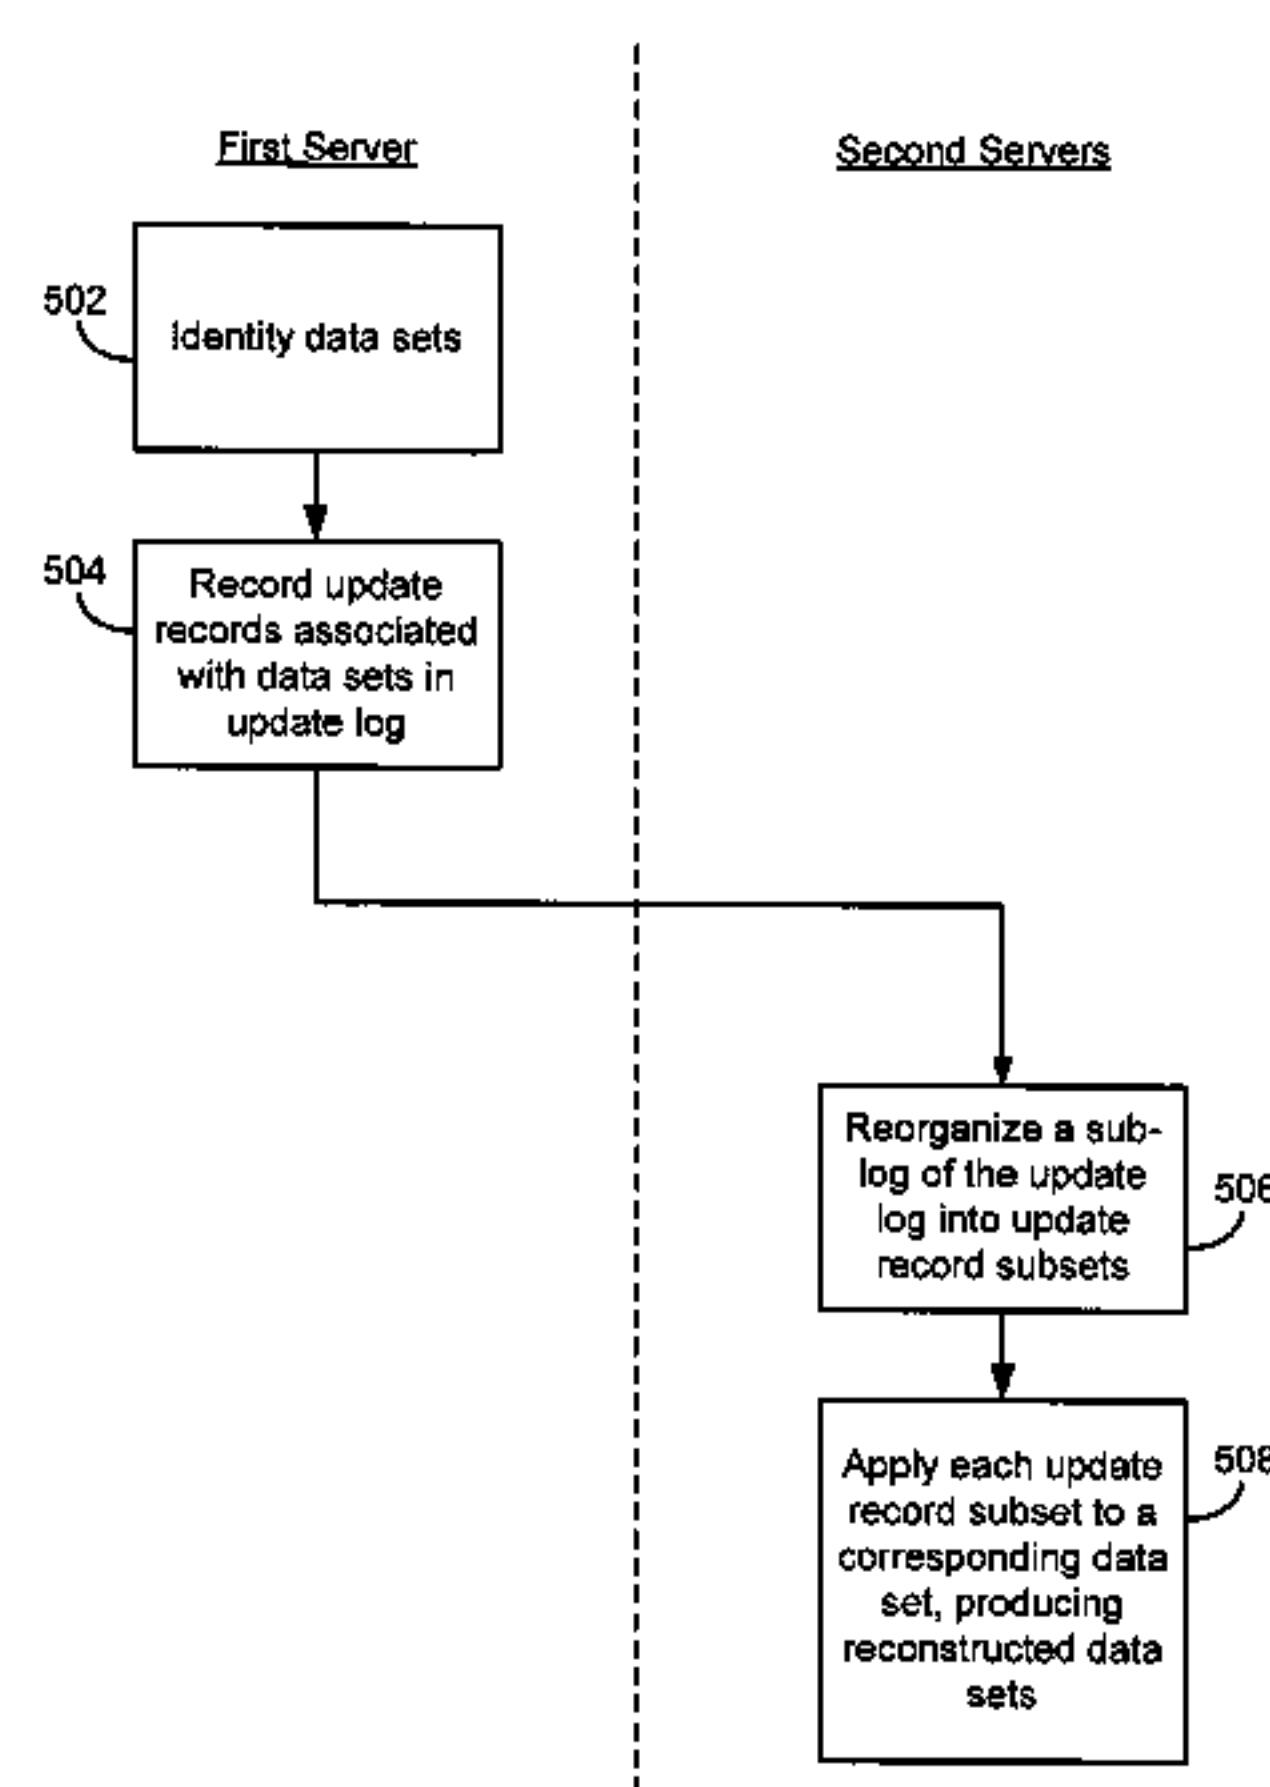 First Server
Second Servers
502
Identity data sets
504
Record update
records associated
with data sets in
update log
Reorganize a sub-
log of the update
log into update
record subsets
506
Apply each update
record subset to a
corresponding data
set, producing
reconstructed data
sets
508